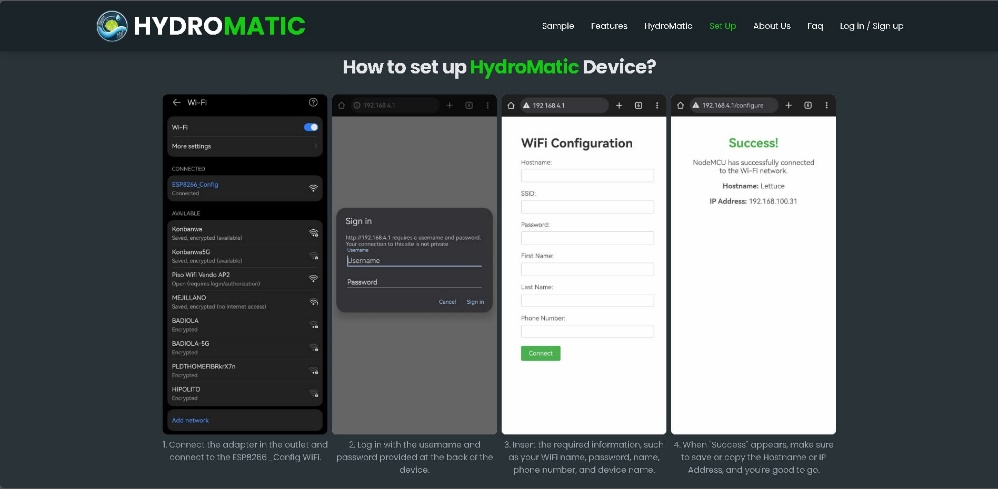 HYDROMATIC
Sample Features HydroMatic Set Up About Us Faq Log in / Sign up
How to set up HydroMatic Device?
Wi-Fi
Wi-Fi
More settings
CONNECTED
ESP8266_Config
Connected
AVAILABLE
Konbanwa
Saved, encrypted (available)
Konbanwa5G
Saved, encrypted (available)
Piso Wifi Vendo AP2
Open (requires login/authorization)
MEJILLANO
Saved, encrypted (no internet access)
BADIOLA
Encrypted
BADIOLA-5G
Encrypted
PLDTHOMEFIBRkrX7n
Encrypted
HIPOLITO
Encrypted
Add network
1. Connect the adapter in the outlet and
connect to the ESP8266_Config WiFi.
192.168.4.1
Sign in
http://192.168.4.1 requires a username and password.
Your connection to this site is not private
Username
Username
Password
Cancel Sign in
2. Log in with the username and
password provided at the back of the
device.
192.168.4.1
WiFi Configuration
Hostname:
SSID:
Password:
First Name:
Last Name:
Phone Number:
Connect
3. Insert the required information, such
as your WiFi name, password, name,
phone number, and device name.
192.168.4.1/configure
Success!
NodeMCU has successfully connected
to the Wi-Fi network.
Hostname: Lettuce
IP Address: 192.168.100.31
4. When "Success" appears, make sure
to save or copy the Hostname or IP
Address, and you're good to go.